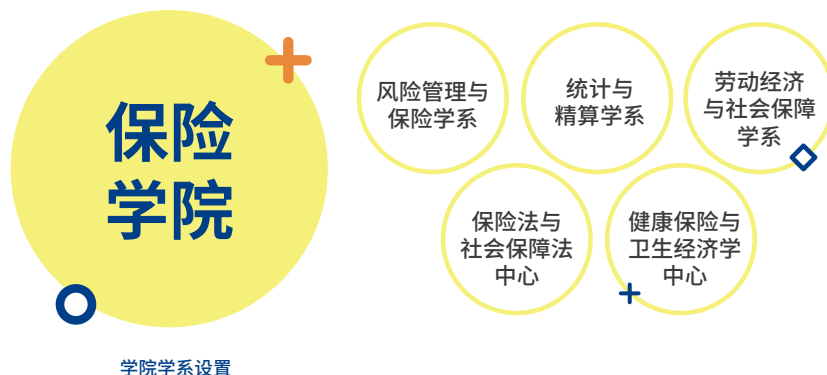 保险
学院
风险管理与
保险学系
统计与
精算学系
劳动经济
与社会保障
学系
保险法与
社会保障法
中心
健康保险与
卫生经济学
中心
学院学系设置